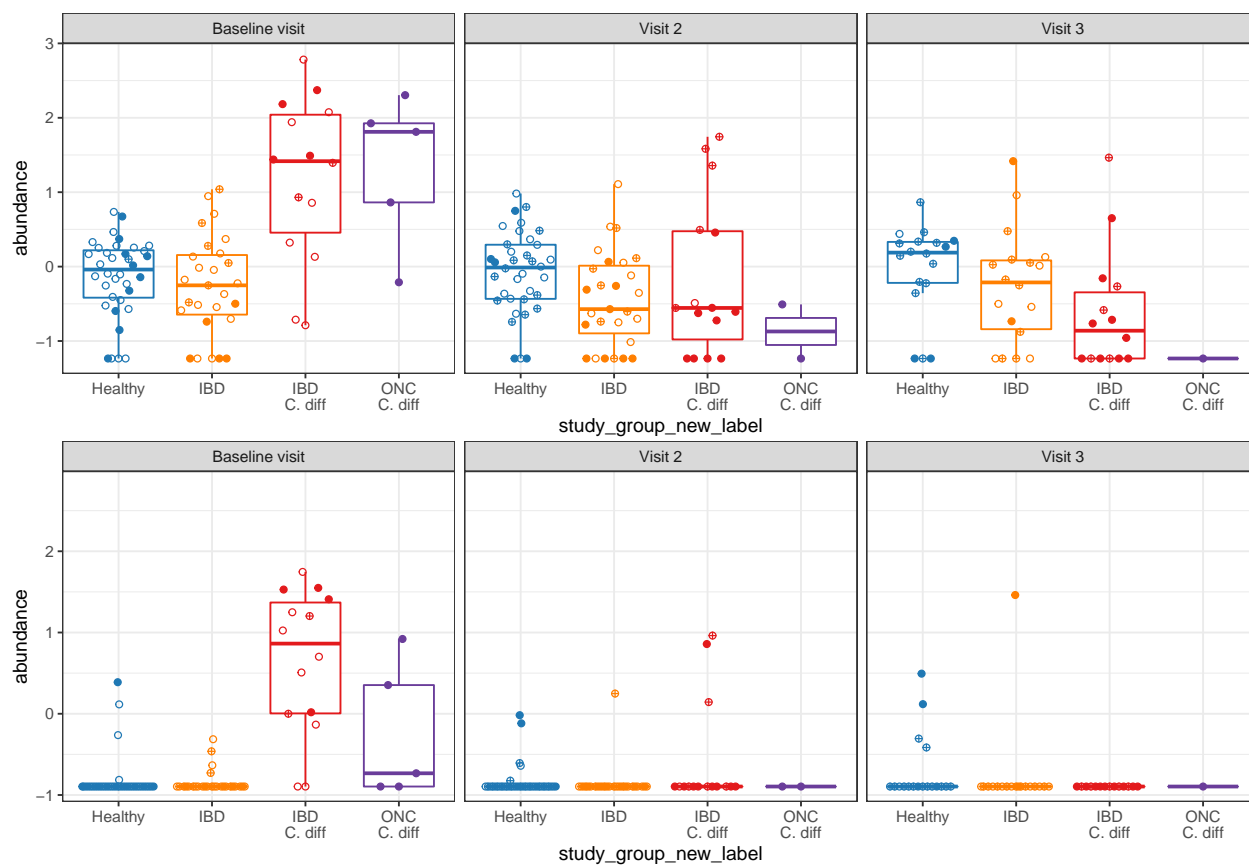 Baseline visit Visit 2 Visit 3
3
2
1
0
−1
abundance
Healthy IBD IBD C. diff ONC C. diff Healthy IBD IBD C. diff ONC C. diff Healthy IBD IBD C. diff ONC C. diff
study_group_new_label
Baseline visit Visit 2 Visit 3
2
1
0
−1
abundance
Healthy IBD IBD C. diff ONC C. diff Healthy IBD IBD C. diff ONC C. diff Healthy IBD IBD C. diff ONC C. diff
study_group_new_label